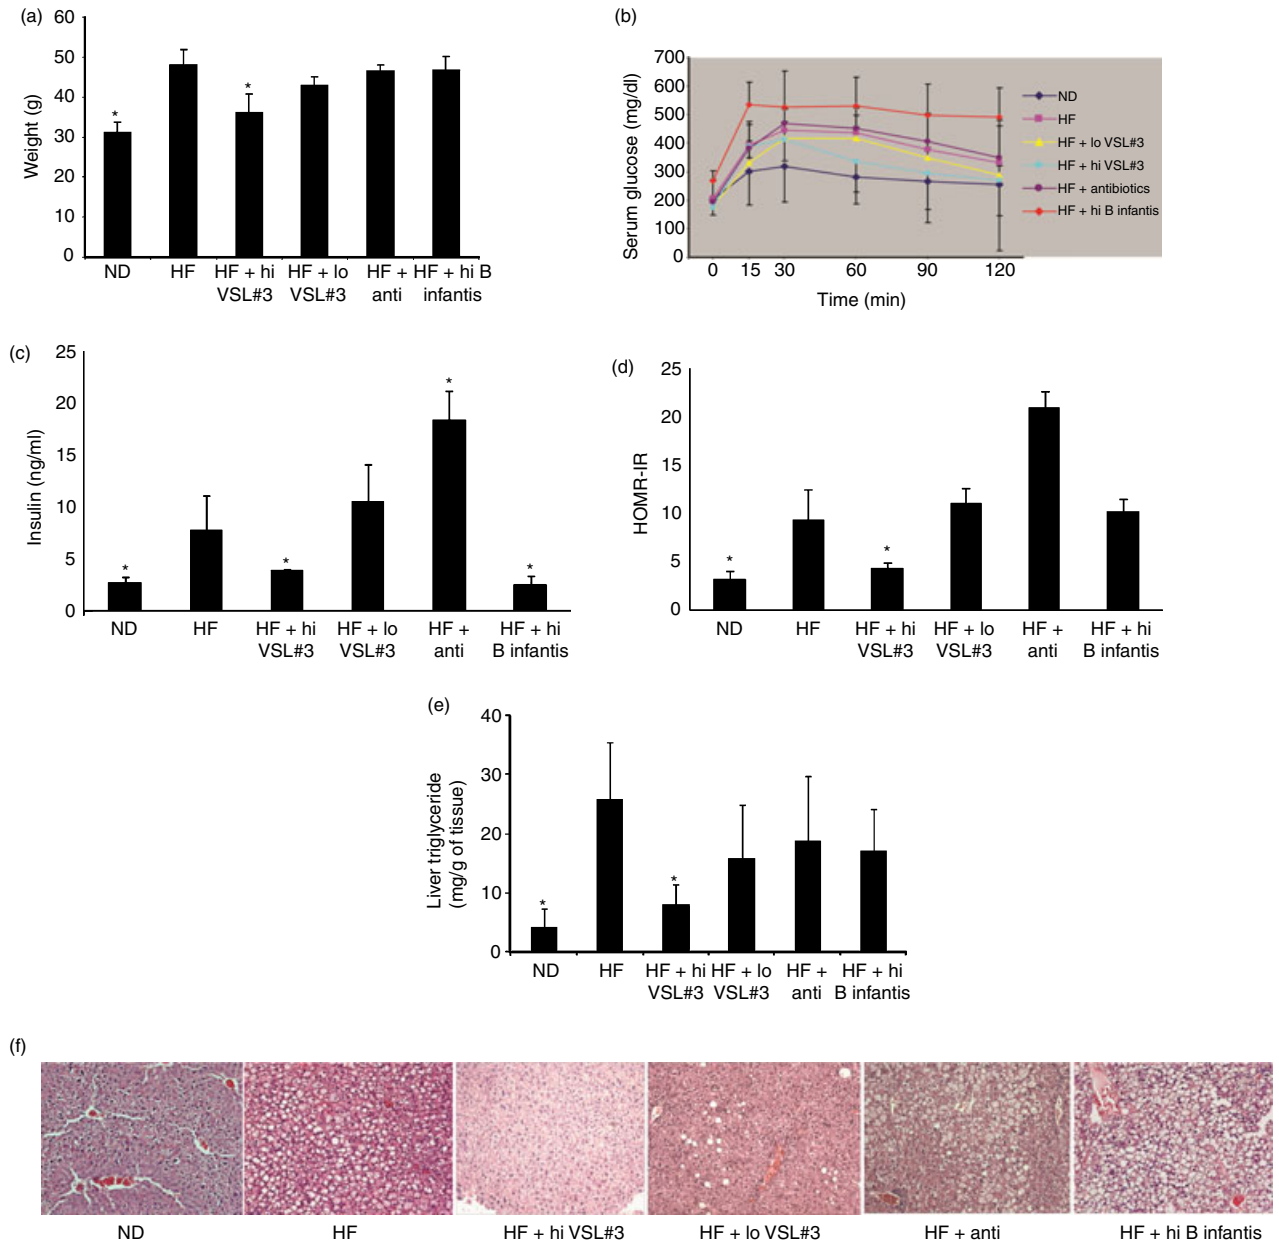 (a)
60
50
40
30
20
10
0
Weight (g)
*
*
ND
HF
HF + hi
VSL#3
HF + lo
VSL#3
HF +
anti
HF + hi B
infantis
(b)
700
600
500
400
300
200
100
0
Serum glucose (mg/dl)
0 15 30 60 90 120
Time (min)
ND
HF
HF + lo VSL#3
HF + hi VSL#3
HF + antibiotics
HF + hi B infantis
(c)
25
20
15
10
5
0
Insulin (ng/ml)
*
*
*
*
ND
HF
HF + hi
VSL#3
HF + lo
VSL#3
HF +
anti
HF + hi
B infantis
(d)
25
20
15
10
5
0
HOMR-IR
*
*
ND
HF
HF + hi
VSL#3
HF + lo
VSL#3
HF +
anti
HF + hi
B infantis
(e)
40
30
20
10
0
Liver triglyceride
(mg/g of tissue)
*
*
ND
HF
HF + hi
VSL#3
HF + lo
VSL#3
HF +
anti
HF + hi
B infantis
(f)
ND
HF
HF + hi VSL#3
HF + lo VSL#3
HF + anti
HF + hi B infantis